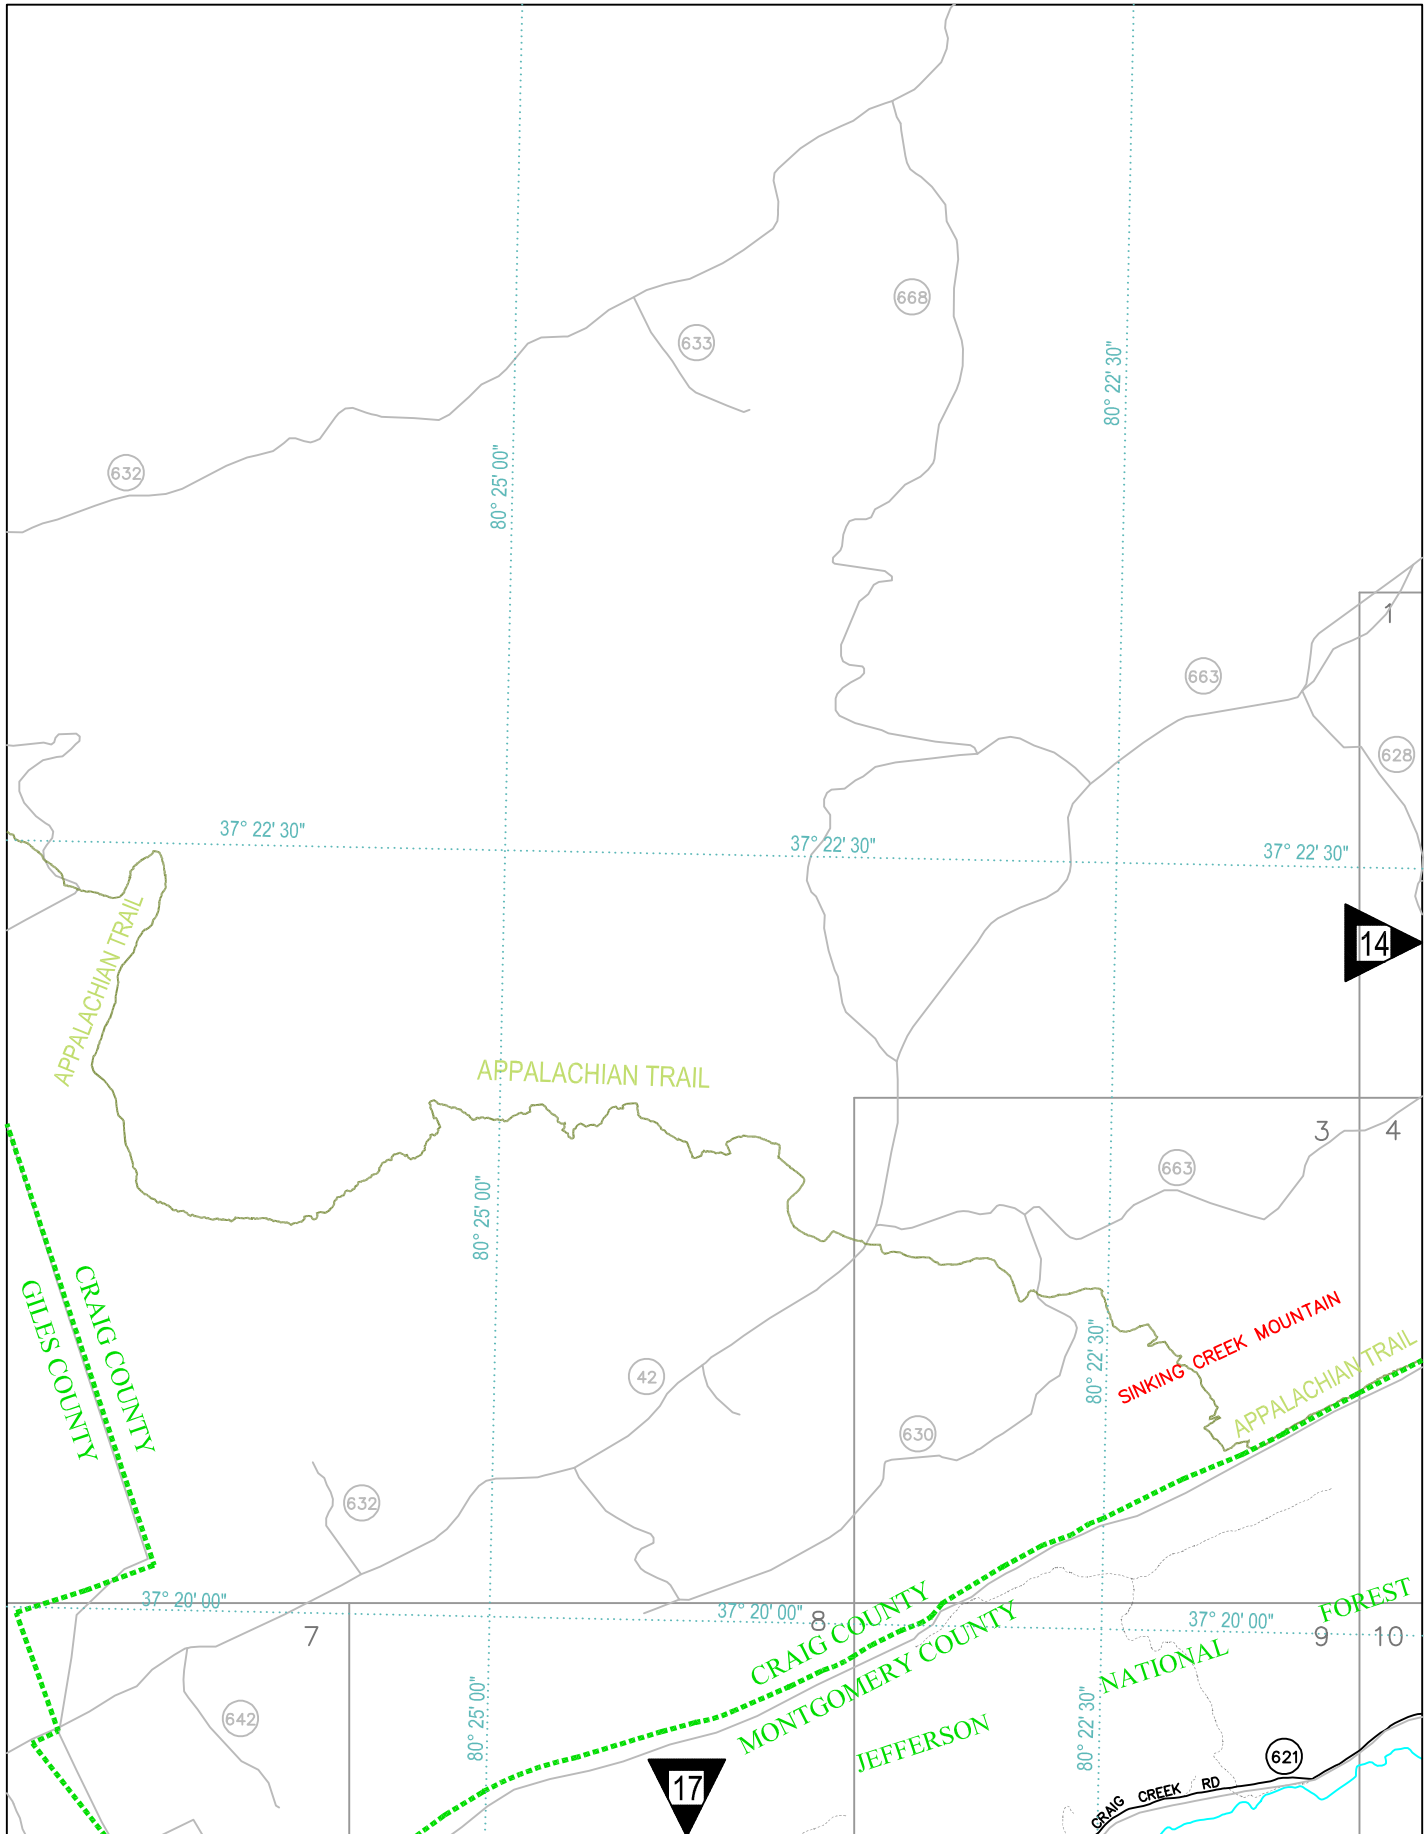 668
633
80° 22' 30"
632
80° 25' 00"
1
663
628
37° 22' 30"
37° 22' 30"
37° 22' 30"
APPALACHIAN TRAIL
14
APPALACHIAN TRAIL
3
4
663
80° 25' 00"
CRAIG COUNTY
GILES COUNTY
SINKING CREEK MOUNTAIN
80° 22' 30"
APPALACHIAN TRAIL
42
630
632
37° 20' 00"
37° 20' 00"
37° 20' 00"
7
8
9
10
CRAIG COUNTY
MONTGOMERY COUNTY
JEFFERSON
NATIONAL
FOREST
80° 25' 00"
80° 22' 30"
642
621
17
CRAIG CREEK RD